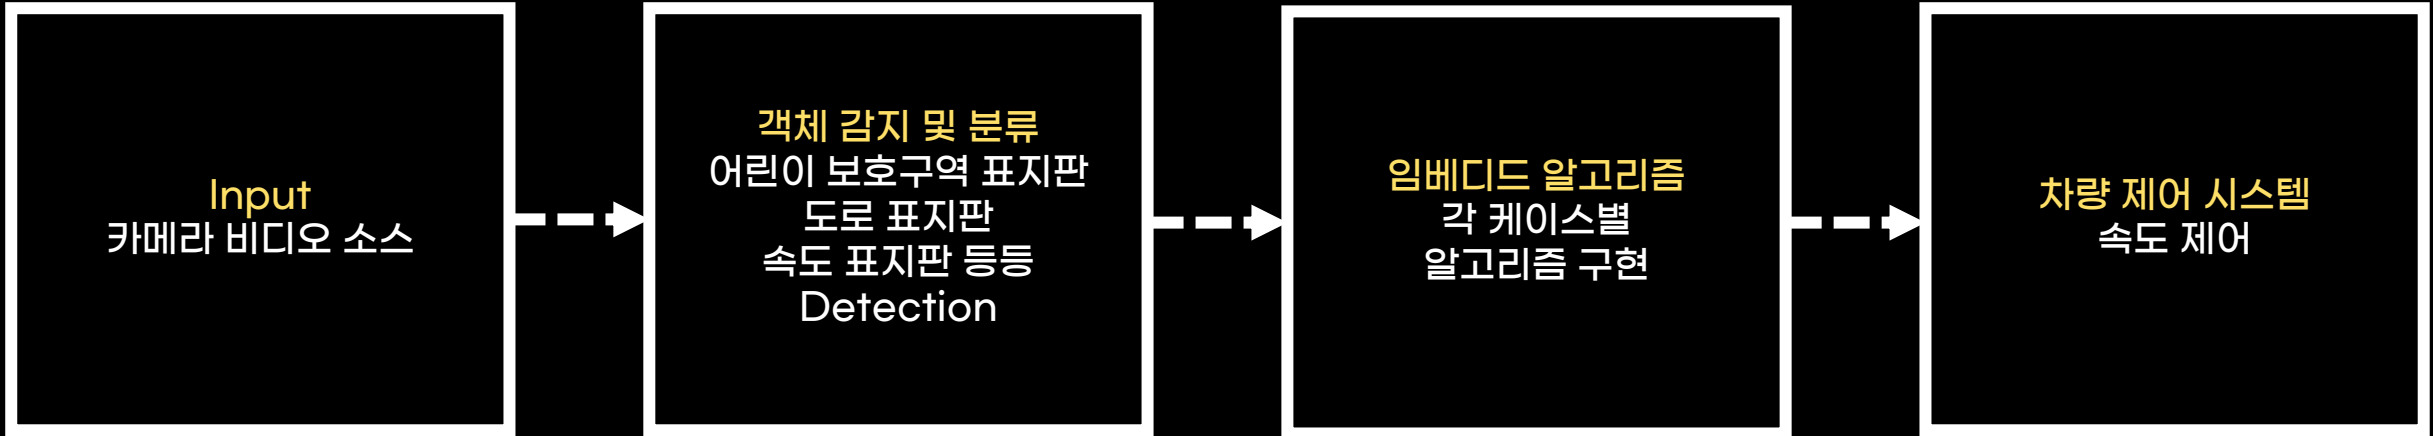 Input
카메라 비디오 소스
객체 감지 및 분류
어린이 보호구역 표지판
도로 표지판
속도 표지판 등등
Detection
임베디드 알고리즘
각 케이스별
알고리즘 구현
차량 제어 시스템
속도 제어